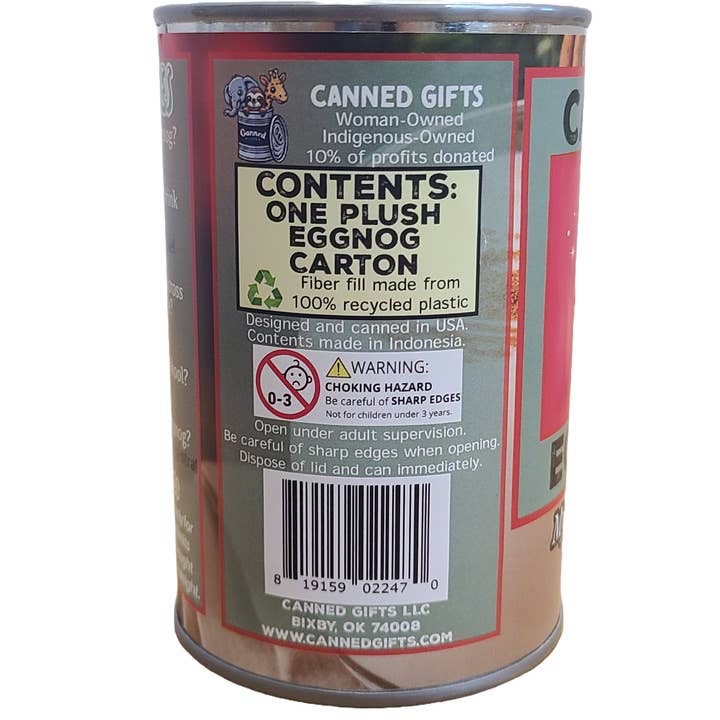 Canned
CANNED GIFTS
Woman-Owned
Indigenous-Owned
10% of profits donated
CONTENTS:
ONE PLUSH
EGGNOG
CARTON
Fiber fill made from
100% recycled plastic
Designed and canned in USA.
Contents made in Indonesia.
0-3
WARNING:
CHOKING HAZARD
Be careful of SHARP EDGES
Not for children under 3 years.
Open under adult supervision.
Be careful of sharp edges when opening.
Dispose of lid and can immediately.
8 19159 02247 0
CANNED GIFTS LLC
BIXBY, OK 74008
WWW.CANNEDGIFTS.COM